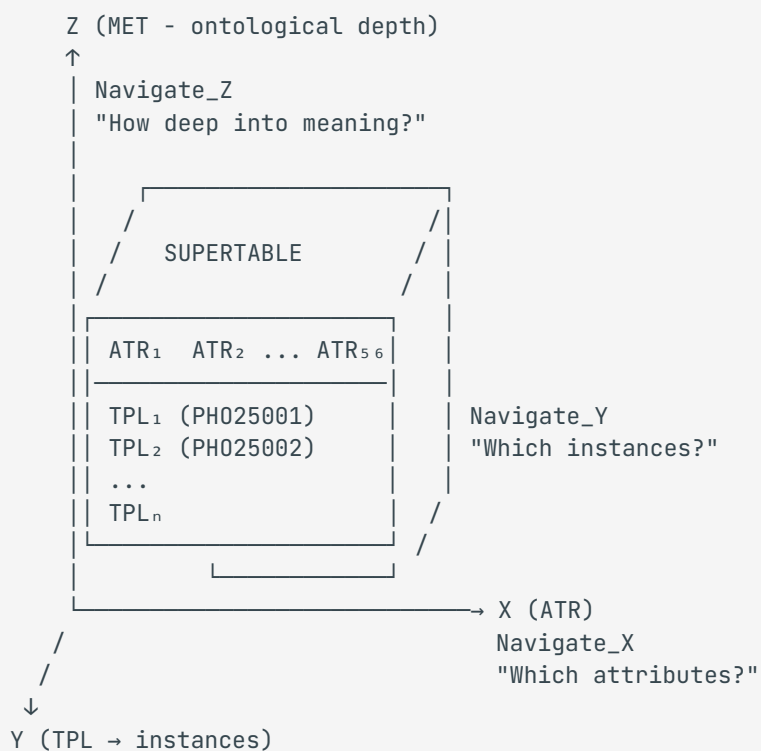 Z (MET - ontological depth)
Navigate_Z
"How deep into meaning?"
SUPERTABLE
ATR₁ ATR₂ ... ATR₅₆
TPL₁ (PHO25001)
TPL₂ (PHO25002)
...
TPLₙ
Navigate_Y
"Which instances?"
→ X (ATR)
Navigate_X
"Which attributes?"
Y (TPL → instances)